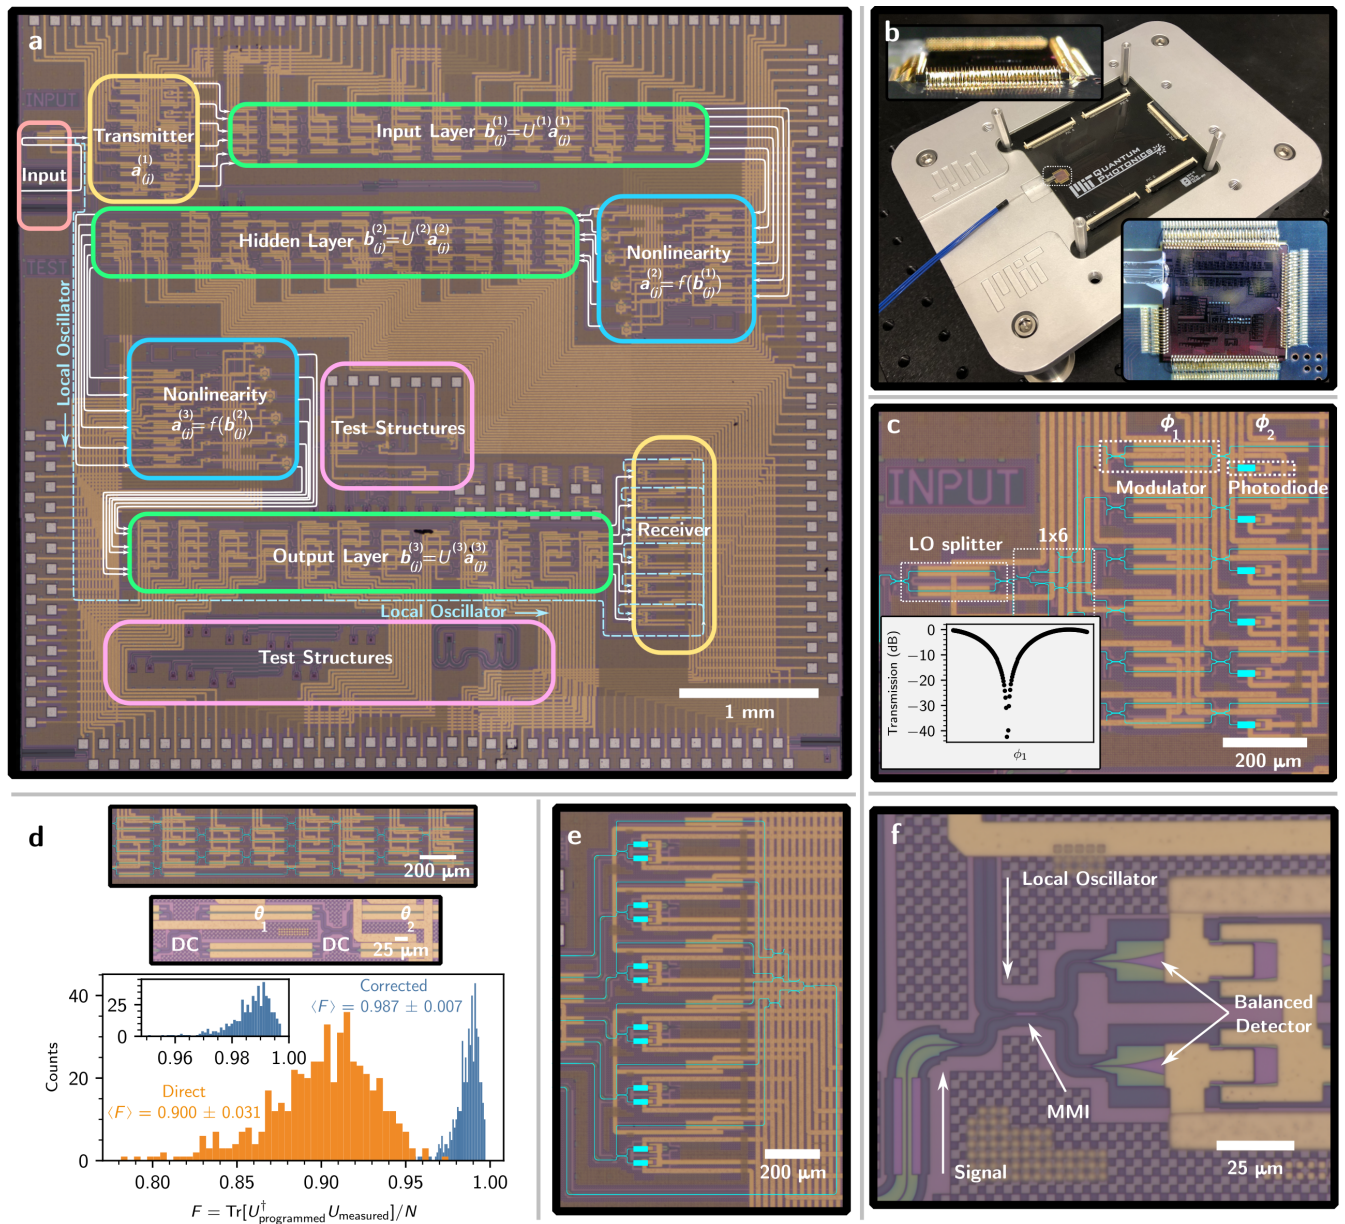 a
INPUT
Transmitter
a(j)(1)
Input Layer b(j)(1)=U(1)a(j)(1)
Input
Hidden Layer b(j)(2)=U(2)a(j)(2)
Nonlinearity
a(j)(2)=f(b(j)(1))
TEST
Local Oscillator
Nonlinearity
a(j)(3)=f(b(j)(2))
Test Structures
Receiver
Output Layer b(j)(3)=U(3)a(j)(3)
Local Oscillator
Test Structures
1 mm
b
MIT QUANTUM
PHOTONICS
MIT
MIT
c
ϕ1
ϕ2
INPUT
Modulator
Photodiode
1x6
LO splitter
Transmission (dB)
0
−10
−20
−30
−40
ϕ1
200 μm
d
200 μm
θ1
θ2
DC
DC
25 μm
Corrected
⟨F⟩ = 0.987 ± 0.007
Direct
⟨F⟩ = 0.900 ± 0.031
Counts
40
20
0
25
0
0.96
0.98
1.00
0.80
0.85
0.90
0.95
1.00
F = Tr[U†programmed Umeasured]/N
e
200 μm
f
Local Oscillator
Balanced
Detector
MMI
Signal
25 μm